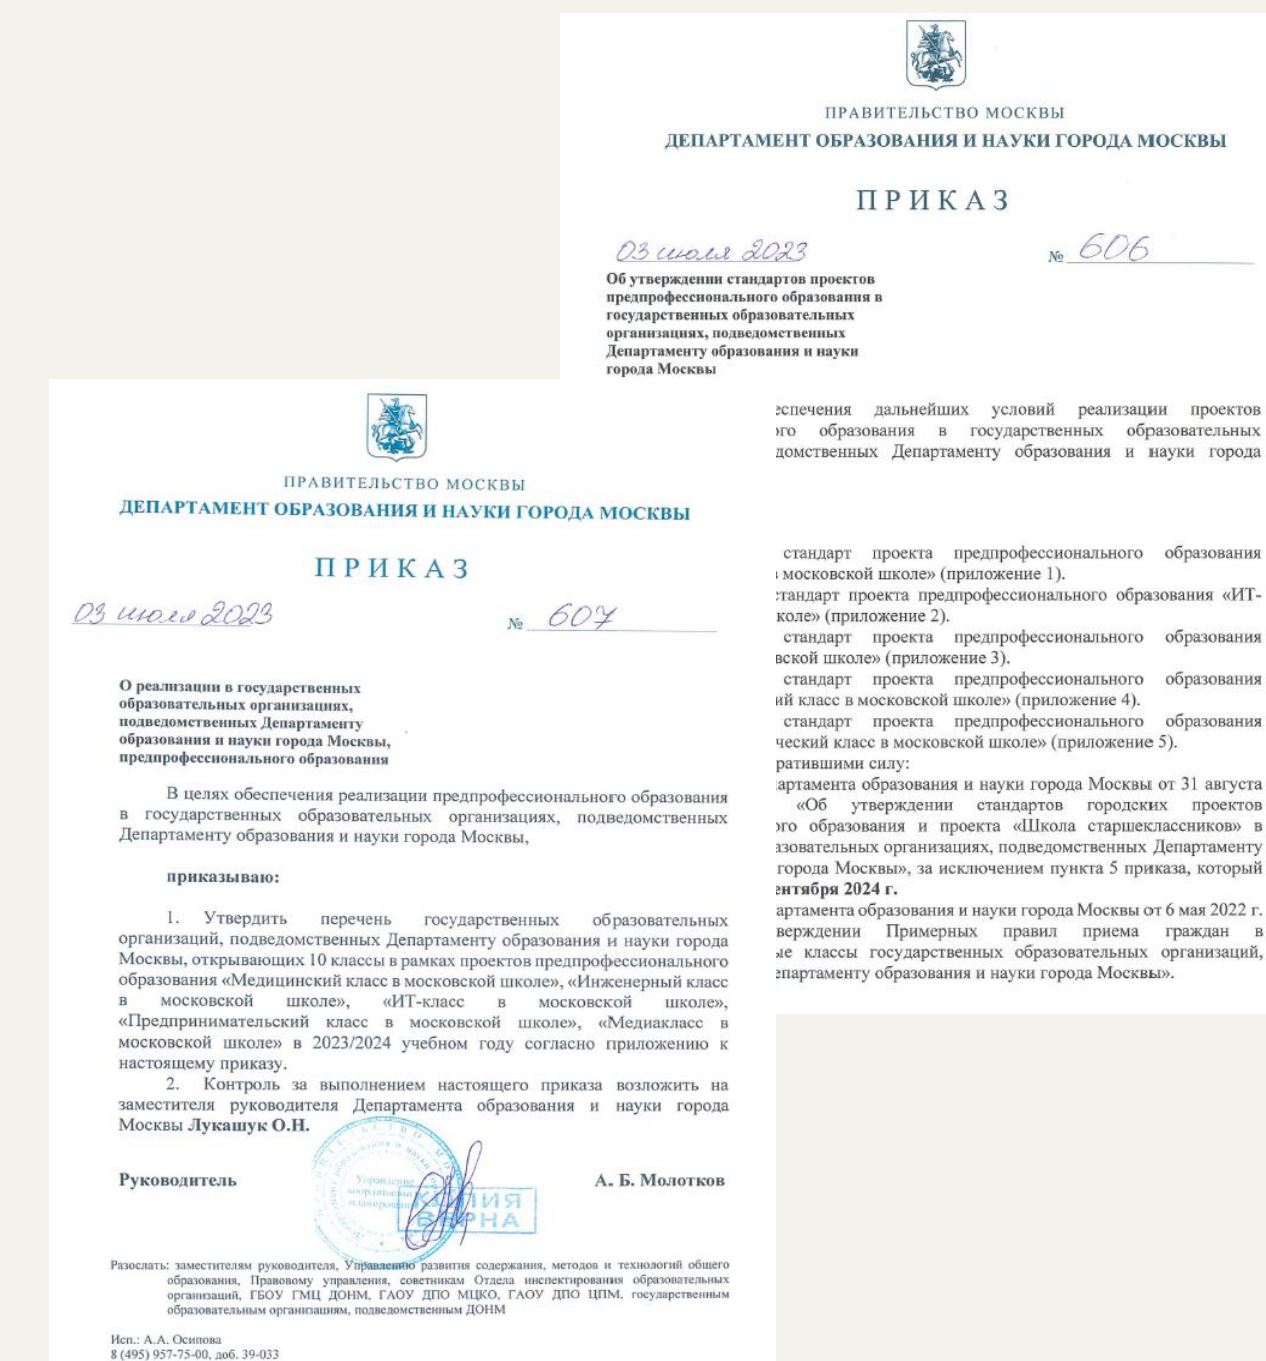 ПРАВИТЕЛЬСТВО МОСКВЫ
ДЕПАРТАМЕНТ ОБРАЗОВАНИЯ И НАУКИ ГОРОДА МОСКВЫ
ПРИКАЗ
03 июля 2023
№ 606
Об утверждении стандартов проектов
предпрофессионального образования в
государственных образовательных
организациях, подведомственных
Департаменту образования и науки
города Москвы
еспечения дальнейших условий реализации проектов
го образования в государственных образовательных
домственных Департаменту образования и науки города
стандарт проекта предпрофессионального образования
московской школе» (приложение 1).
стандарт проекта предпрофессионального образования «ИТ-
коле» (приложение 2).
стандарт проекта предпрофессионального образования
вской школе» (приложение 3).
стандарт проекта предпрофессионального образования
ий класс в московской школе» (приложение 4).
стандарт проекта предпрофессионального образования
ческий класс в московской школе» (приложение 5).
ратившими силу:
артамента образования и науки города Москвы от 31 августа
«Об утверждении стандартов городских проектов
го образования и проекта «Школа старшеклассников» в
азовательных организациях, подведомственных Департаменту
города Москвы», за исключением пункта 5 приказа, который
ентября 2024 г.
артамента образования и науки города Москвы от 6 мая 2022 г.
верждении Примерных правил приема граждан в
ые классы государственных образовательных организаций,
епартаменту образования и науки города Москвы».
ПРАВИТЕЛЬСТВО МОСКВЫ
ДЕПАРТАМЕНТ ОБРАЗОВАНИЯ И НАУКИ ГОРОДА МОСКВЫ
ПРИКАЗ
03 июля 2023
№ 607
О реализации в государственных
образовательных организациях,
подведомственных Департаменту
образования и науки города Москвы,
предпрофессионального образования
В целях обеспечения реализации предпрофессионального образования
в государственных образовательных организациях, подведомственных
Департаменту образования и науки города Москвы,
приказываю:
1. Утвердить перечень государственных образовательных
организаций, подведомственных Департаменту образования и науки города
Москвы, открывающих 10 классы в рамках проектов предпрофессионального
образования «Медицинский класс в московской школе», «Инженерный класс
в московской школе», «ИТ-класс в московской школе»,
«Предпринимательский класс в московской школе», «Медиакласс в
московской школе» в 2023/2024 учебном году согласно приложению к
настоящему приказу.
2. Контроль за выполнением настоящего приказа возложить на
заместителя руководителя Департамента образования и науки города
Москвы Лукашук О.Н.
Руководитель
А. Б. Молотков
Управление
КОПИЯ
ВЕРНА
Разослать: заместителям руководителя, Управлению развития содержания, методов и технологий общего
образования, Правовому управления, советникам Отдела инспектирования образовательных
организаций, ГБОУ ГМЦ ДОНМ, ГАОУ ДПО МЦКО, ГАОУ ДПО ЦПМ, государственным
образовательным организациям, подведомственным ДОНМ
Исп.: А.А. Осипова
8 (495) 957-75-00, доб. 39-033